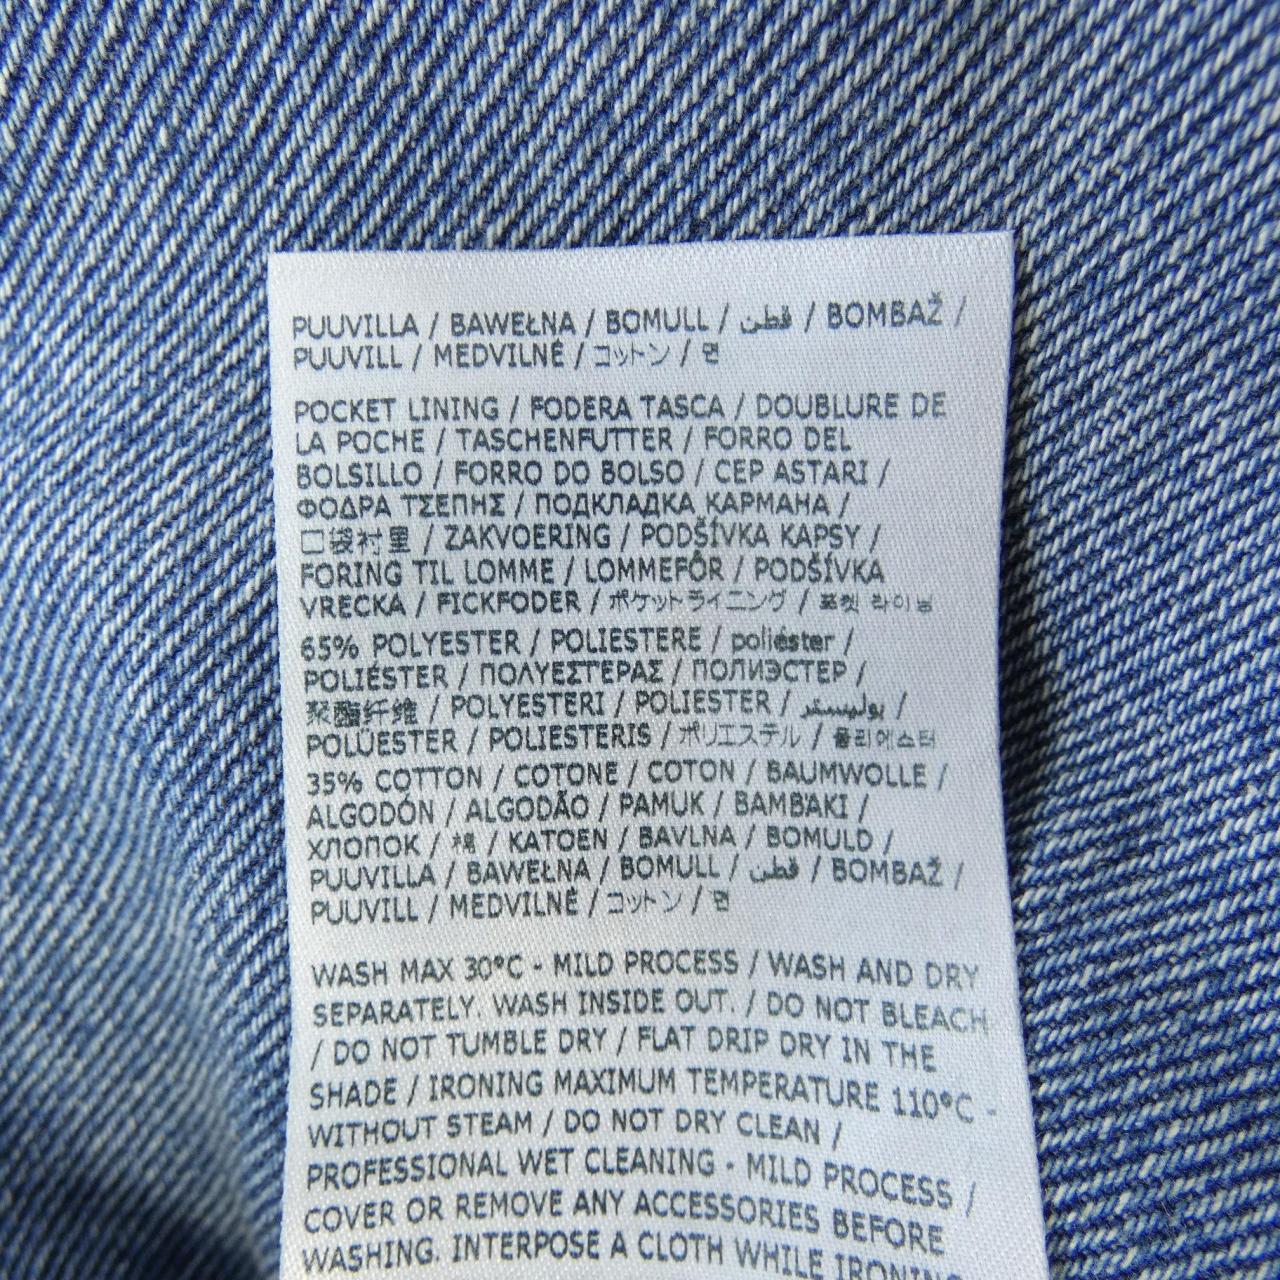 PUUVILLA / BAWEŁNA / BOMULL / قطن / BOMBAŽ /
PUUVILL / MEDVILNĖ / コットン / 면
POCKET LINING / FODERA TASCA / DOUBLURE DE
LA POCHE / TASCHENFUTTER / FORRO DEL
BOLSILLO / FORRO DO BOLSO / CEP ASTARI /
ΦΟΔΡΑ ΤΣΕΠΗΣ / ПОДКЛАДКА КАРМАНА /
口袋衬里 / ZAKVOERING / PODŠÍVKA KAPSY /
FORING TIL LOMME / LOMMEFÔR / PODŠÍVKA
VRECKA / FICKFODER / ポケットライニング / 포켓 라이닝
65% POLYESTER / POLIESTERE / poliéster /
POLIÉSTER / ΠΟΛΥΕΣΤΕΡΑΣ / ПОЛИЭСТЕР /
聚酯纤维 / POLYESTERI / POLIESTER / بوليستر /
POLÜESTER / POLIESTERIS / ポリエステル / 폴리에스터
35% COTTON / COTONE / COTON / BAUMWOLLE /
ALGODÓN / ALGODÃO / PAMUK / ΒΑΜΒΆΚΙ /
ХЛОПОК / 棉 / KATOEN / BAVLNA / BOMULD /
PUUVILLA / BAWEŁNA / BOMULL / قطن / BOMBAŽ /
PUUVILL / MEDVILNĖ / コットン / 면
WASH MAX 30°C - MILD PROCESS / WASH AND DRY
SEPARATELY. WASH INSIDE OUT. / DO NOT BLEACH
/ DO NOT TUMBLE DRY / FLAT DRIP DRY IN THE
SHADE / IRONING MAXIMUM TEMPERATURE 110°C -
WITHOUT STEAM / DO NOT DRY CLEAN /
PROFESSIONAL WET CLEANING - MILD PROCESS /
COVER OR REMOVE ANY ACCESSORIES BEFORE
WASHING. INTERPOSE A CLOTH WHILE IRONING